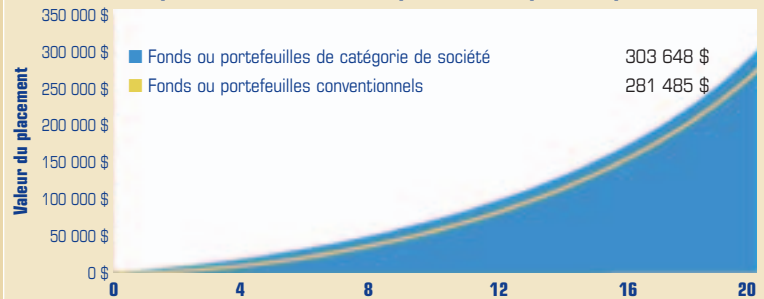 350 000 $
300 000 $
Fonds ou portefeuilles de catégorie de société 303 648 $
250 000 $
Fonds ou portefeuilles conventionnels 281 485 $
200 000 $
150 000 $
100 000 $
50 000 $
0 $
Valeur du placement
0 4 8 12 16 20